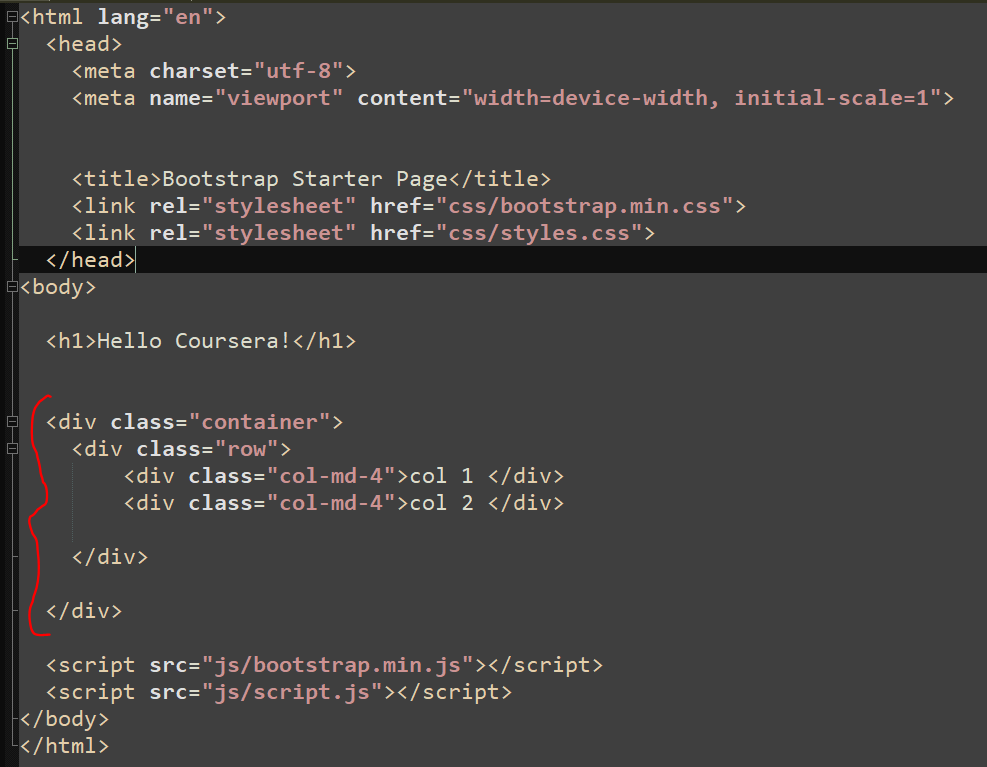 <html lang="en">
<head>
<meta charset="utf-8">
<meta name="viewport" content="width=device-width, initial-scale=1">
<title>Bootstrap Starter Page</title>
<link rel="stylesheet" href="css/bootstrap.min.css">
<link rel="stylesheet" href="css/styles.css">
</head>
<body>
<h1>Hello Coursera!</h1>
<div class="container">
<div class="row">
<div class="col-md-4">col 1 </div>
<div class="col-md-4">col 2 </div>
</div>
</div>
<script src="js/bootstrap.min.js"></script>
<script src="js/script.js"></script>
</body>
</html>